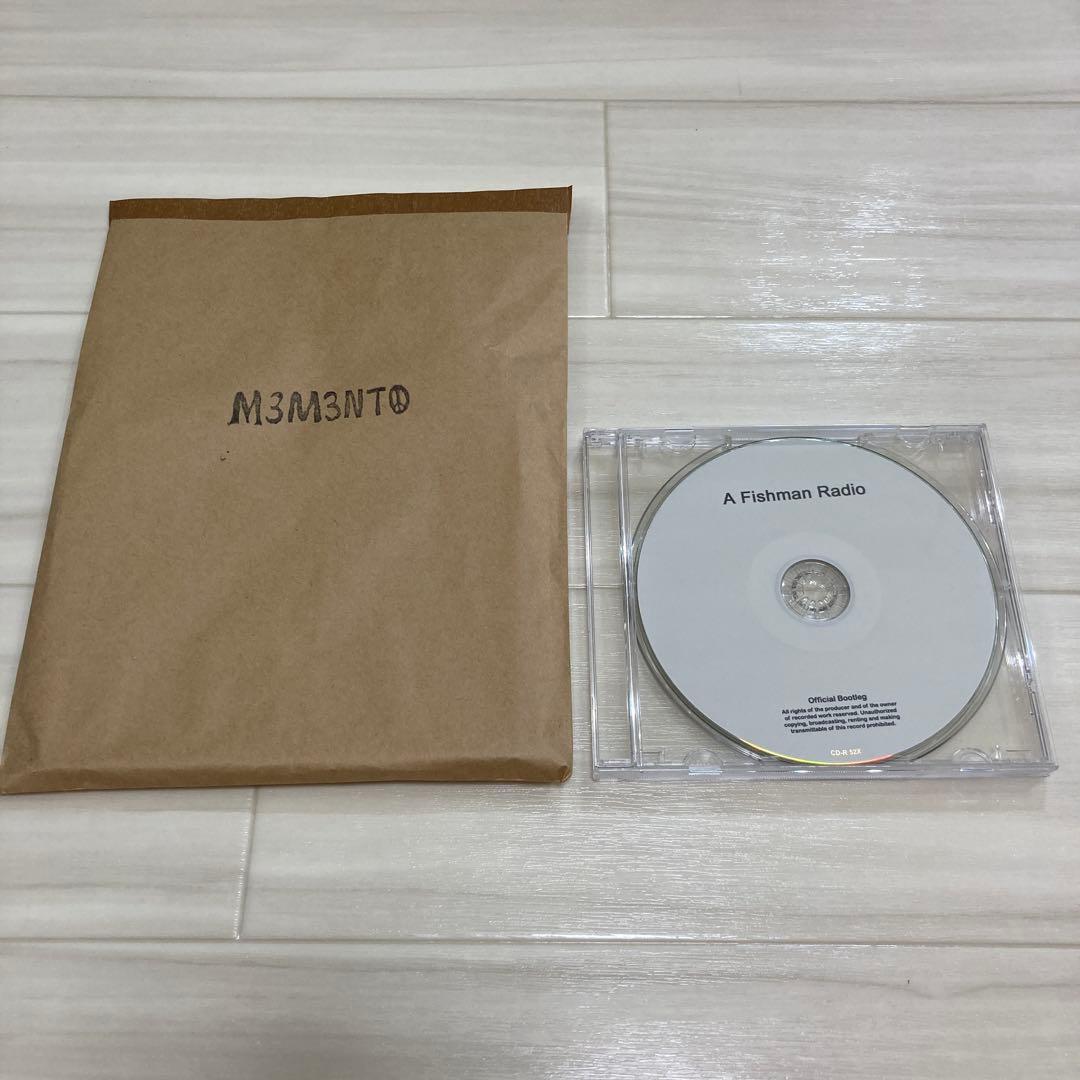 M3M3NT☮
A Fishman Radio
Official Bootleg
All rights of the producer and of the owner
of recorded work reserved. Unauthorized
copying, broadcasting, renting and making
transmittable of this record prohibited.
CD-R 52X